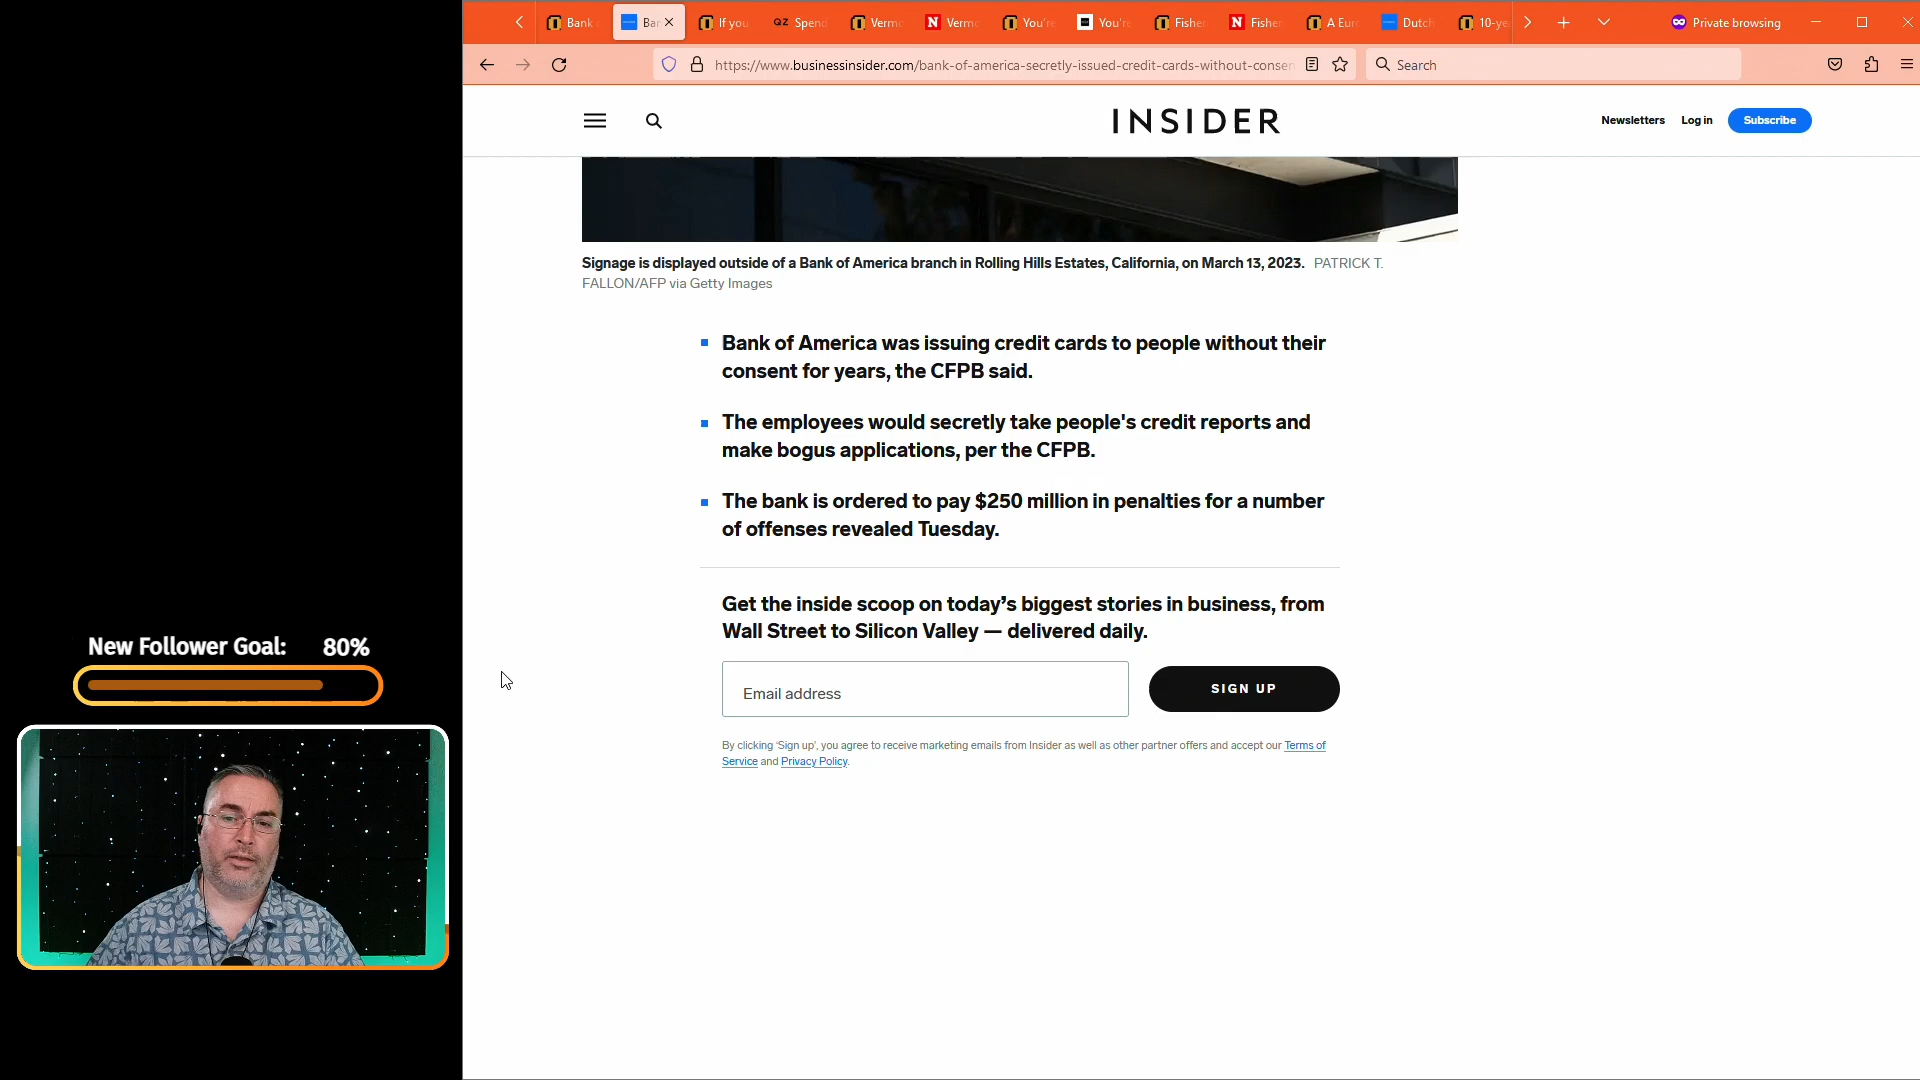 Bank
Bar
If you
QZ Spend
Vermo
N Vermo
You're
You're
Fisher
N Fisher
A Euro
Dutch
10-ye
Private browsing
https://www.businessinsider.com/bank-of-america-secretly-issued-credit-cards-without-consen
Search
INSIDER
Newsletters
Log in
Subscribe
Signage is displayed outside of a Bank of America branch in Rolling Hills Estates, California, on March 13, 2023. PATRICK T.
FALLON/AFP via Getty Images
Bank of America was issuing credit cards to people without their
consent for years, the CFPB said.
The employees would secretly take people's credit reports and
make bogus applications, per the CFPB.
The bank is ordered to pay $250 million in penalties for a number
of offenses revealed Tuesday.
Get the inside scoop on today’s biggest stories in business, from
Wall Street to Silicon Valley — delivered daily.
Email address
SIGN UP
By clicking ‘Sign up’, you agree to receive marketing emails from Insider as well as other partner offers and accept our Terms of
Service and Privacy Policy.
New Follower Goal: 80%